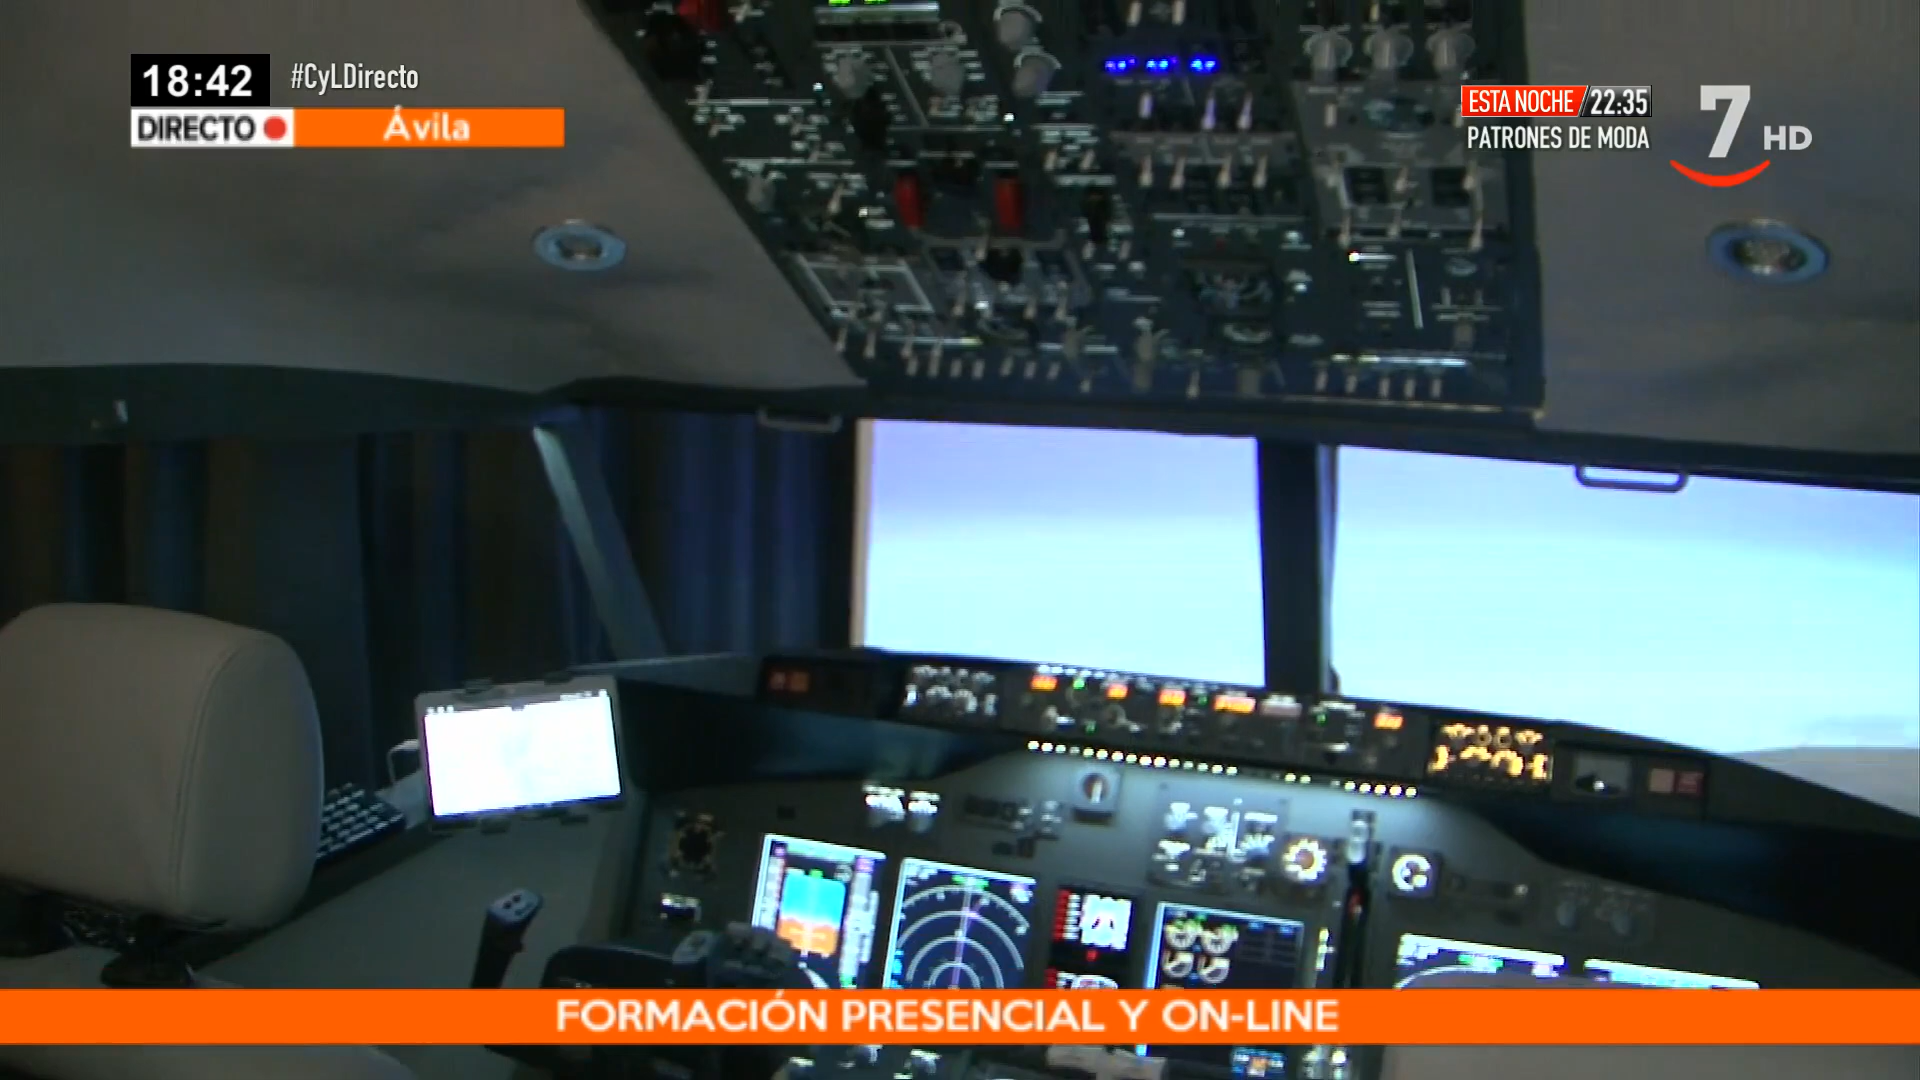 18:42
#CyLDirecto
DIRECTO
Ávila
ESTA NOCHE 22:35
PATRONES DE MODA
7 HD
FORMACIÓN PRESENCIAL Y ON-LINE